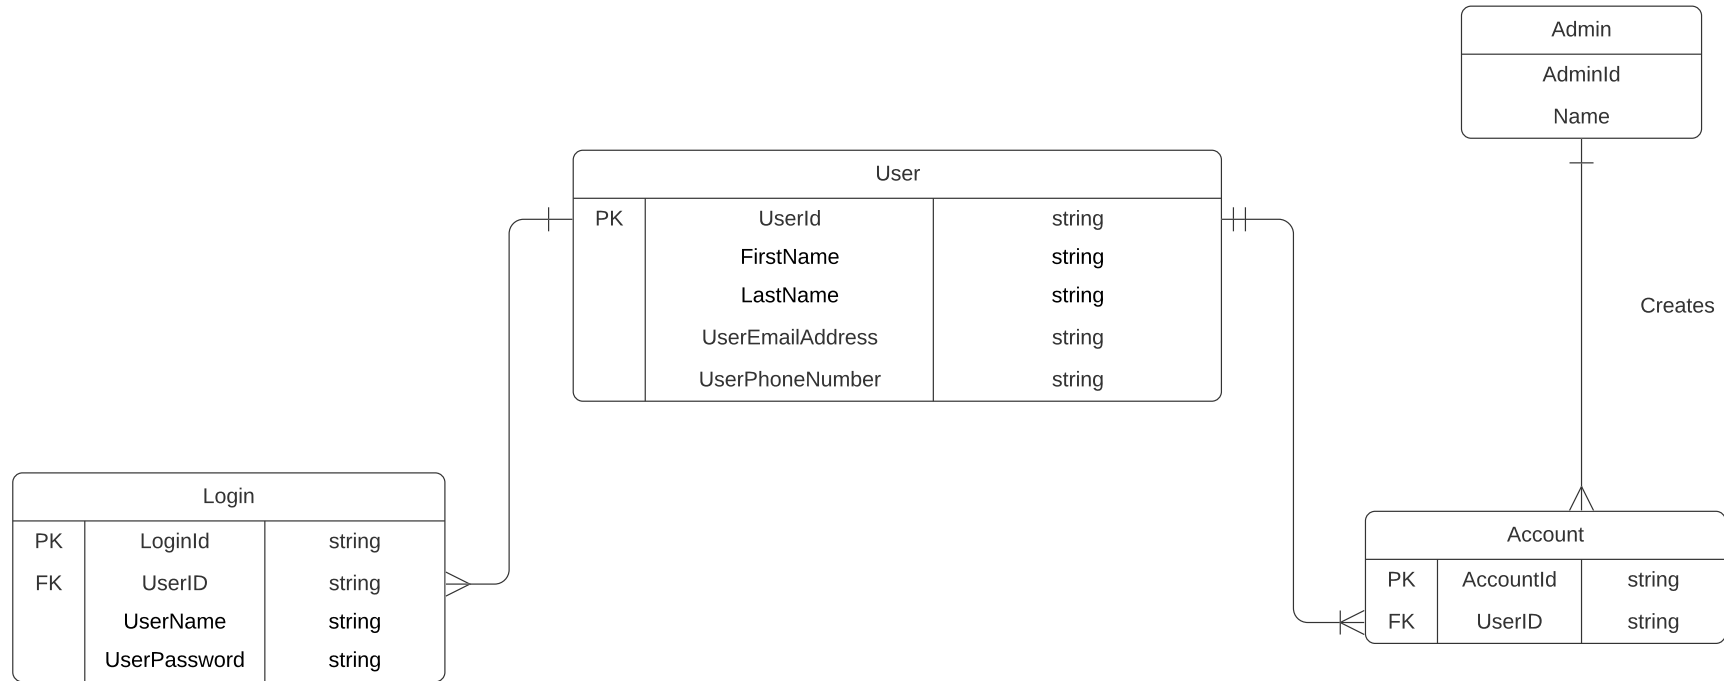 Admin
AdminId
Name
User
PK UserId string
FirstName string
LastName string
UserEmailAddress string
UserPhoneNumber string
Creates
Login
PK LoginId string
FK UserID string
UserName string
UserPassword string
Account
PK AccountId string
FK UserID string